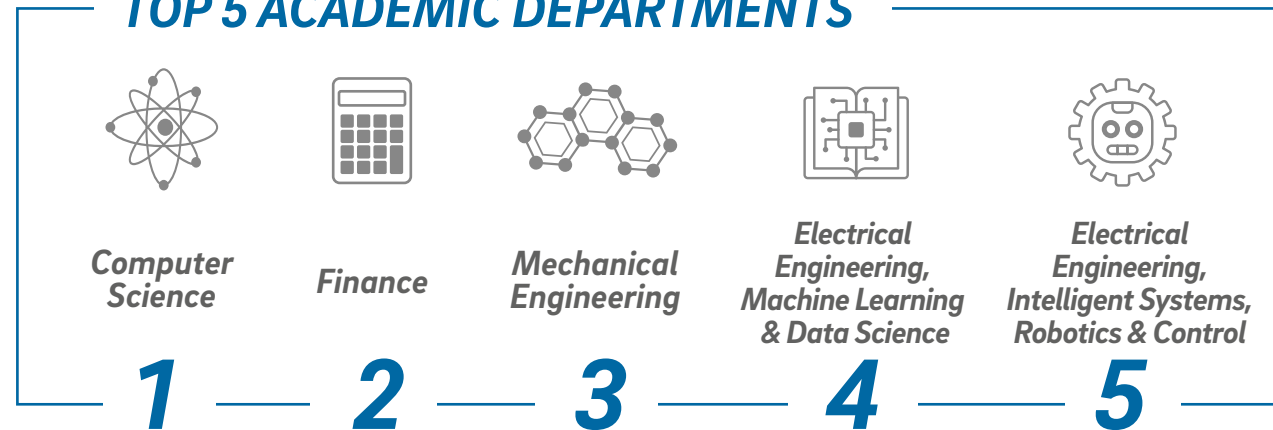 TOP 5 ACADEMIC DEPARTMENTS
Computer
Science
Finance
Mechanical
Engineering
Electrical
Engineering,
Machine Learning
& Data Science
Electrical
Engineering,
Intelligent Systems,
Robotics & Control
1
2
3
4
5